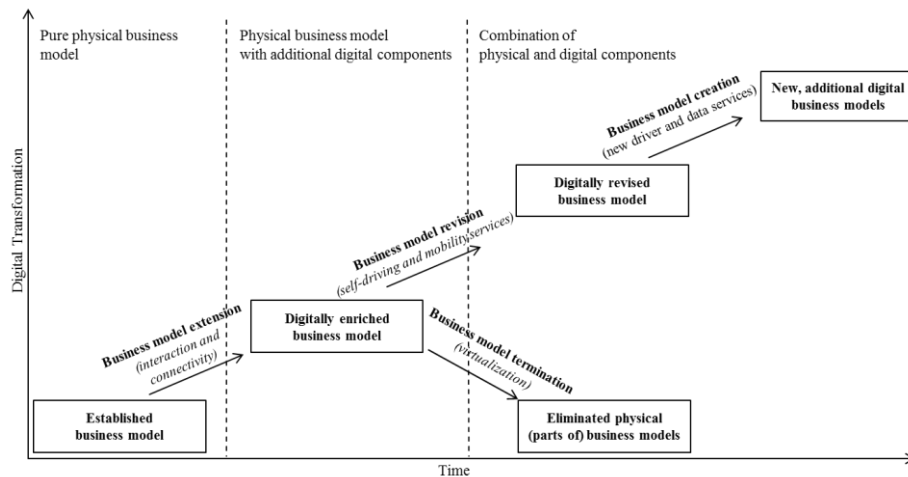 Pure physical business
model
Physical business model
with additional digital components
Combination of
physical and digital components
Digital Transformation
Established
business model
Business model extension
(interaction and
connectivity)
Digitally enriched
business model
Business model revision
(self-driving and mobility services)
Business model termination
(virtualization)
Eliminated physical
(parts of) business models
Digitally revised
business model
Business model creation
(new driver and data services)
New, additional digital
business models
Time